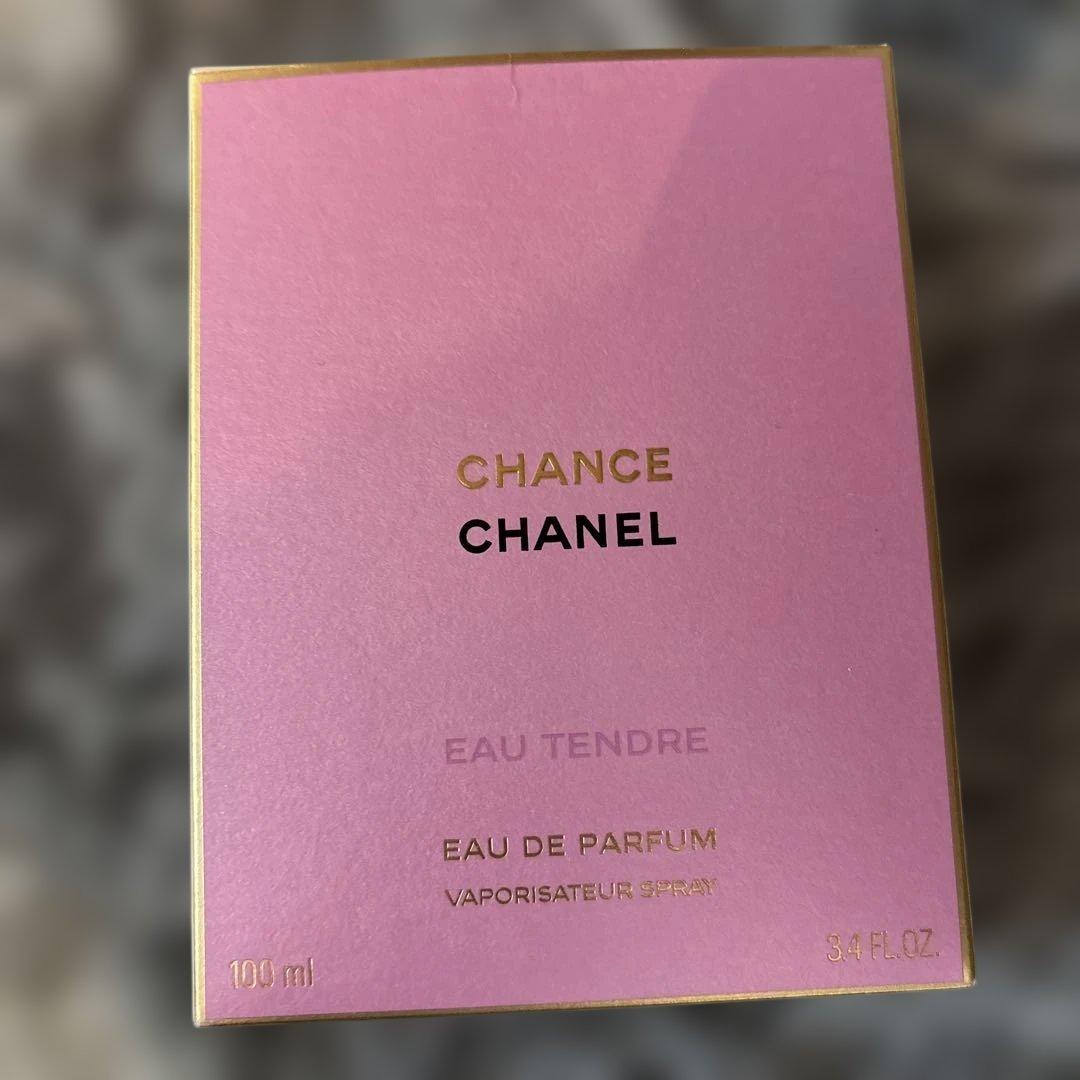 CHANCE
CHANEL
EAU TENDRE
EAU DE PARFUM
VAPORISATEUR SPRAY
100 ml
3.4 FL.OZ.